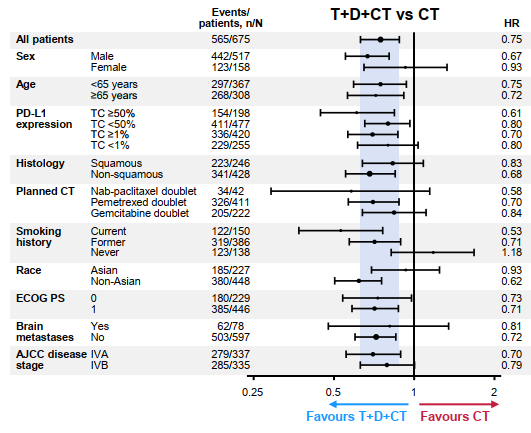 Events/
patients, n/N
T+D+CT vs CT
HR
All patients 565/675 0.75
Sex Male 442/517 0.67
Female 123/158 0.93
Age <65 years 297/367 0.75
≥65 years 268/308 0.72
PD-L1 TC ≥50% 154/198 0.61
expression TC <50% 411/477 0.80
TC ≥1% 336/420 0.70
TC <1% 229/255 0.80
Histology Squamous 223/246 0.83
Non-squamous 341/428 0.68
Planned CT Nab-paclitaxel doublet 34/42 0.58
Pemetrexed doublet 326/411 0.70
Gemcitabine doublet 205/222 0.84
Smoking Current 122/150 0.53
history Former 319/386 0.71
Never 123/138 1.18
Race Asian 185/227 0.93
Non-Asian 380/448 0.62
ECOG PS 0 180/229 0.73
1 385/446 0.71
Brain Yes 62/78 0.81
metastases No 503/597 0.72
AJCC disease IVA 279/337 0.70
stage IVB 285/335 0.79
0.25 0.5 1 2
Favours T+D+CT Favours CT